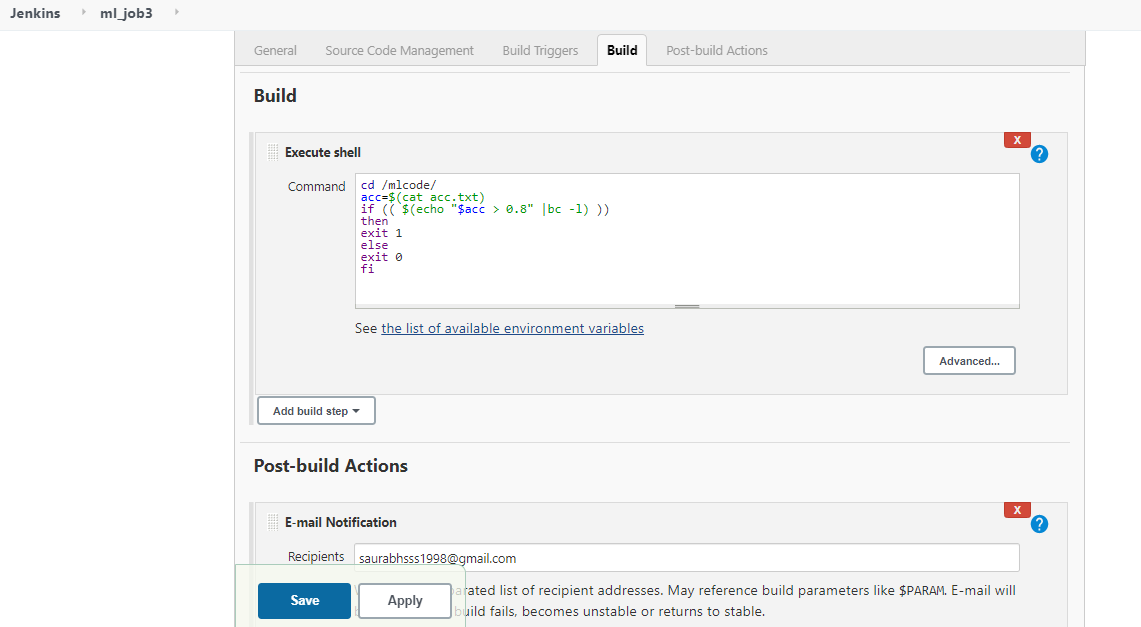 Jenkins ml_job3
General Source Code Management Build Triggers Build Post-build Actions
Build
X
Execute shell
?
Command
cd /mlcode/
acc=$(cat acc.txt)
if (( $(echo "$acc > 0.8" |bc -l) ))
then
exit 1
else
exit 0
fi
See the list of available environment variables
Advanced...
Add build step
Post-build Actions
X
E-mail Notification
?
Recipients saurabhsss1998@gmail.com
list of recipient addresses. May reference build parameters like $PARAM. E-mail will
build fails, becomes unstable or returns to stable.
Save Apply